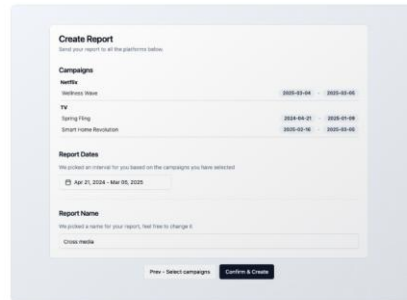 Create Report
Send your report to all the platforms below.
Campaigns
Netflix
Wellness Wave 2025-03-04 - 2025-03-05
TV
Spring Fling 2024-04-21 - 2025-01-09
Smart Home Revolution 2025-02-16 - 2025-03-05
Report Dates
We picked an interval for you based on the campaigns you have selected
Apr 21, 2024 - Mar 05, 2025
Report Name
We picked a name for your report, feel free to change it
Cross media
Prev - Select campaigns Confirm & Create